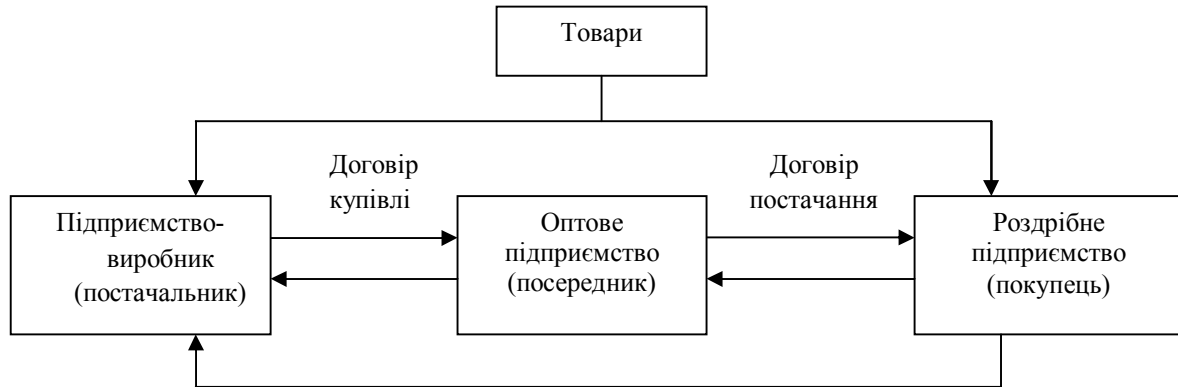 Товари
Договір
купівлі
Договір
постачання
Підприємство-
виробник
(постачальник)
Оптове
підприємство
(посередник)
Роздрібне
підприємство
(покупець)